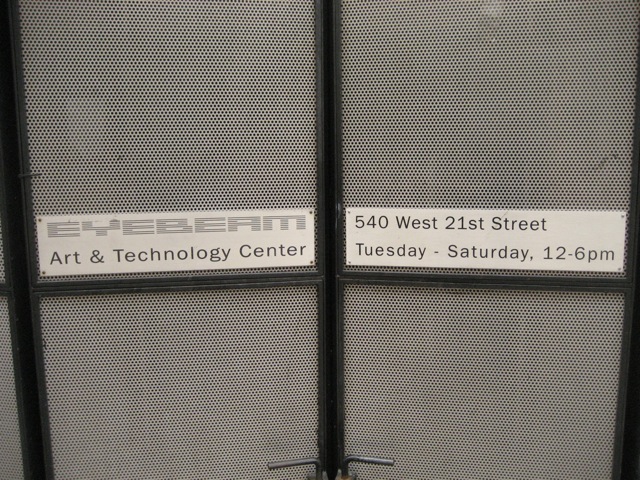 EYEBEAM
Art & Technology Center
540 West 21st Street
Tuesday - Saturday, 12-6pm